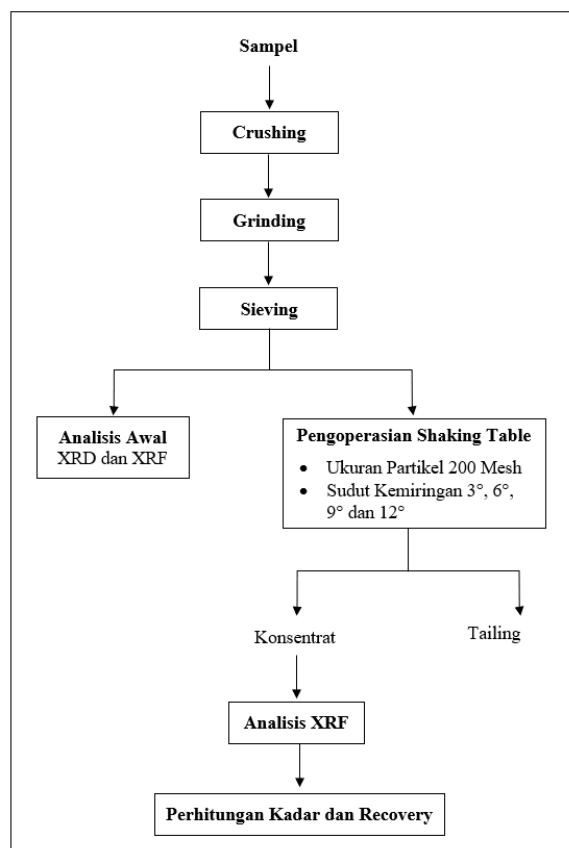 Sampel
Crushing
Grinding
Sieving
Analisis Awal
XRD dan XRF
Pengoperasian Shaking Table
• Ukuran Partikel 200 Mesh
• Sudut Kemiringan 3°, 6°,
9° dan 12°
Konsentrat
Tailing
Analisis XRF
Perhitungan Kadar dan Recovery